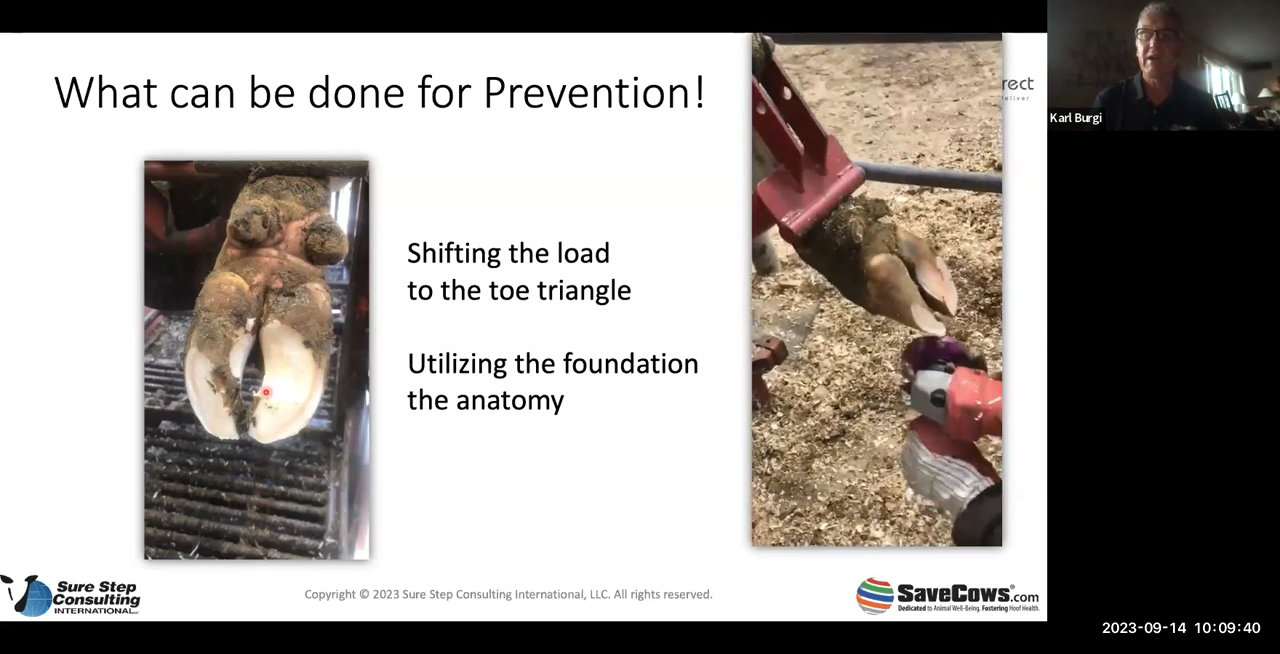 What can be done for Prevention!
rect
eliver
Karl Burgi
Shifting the load
to the toe triangle
Utilizing the foundation
the anatomy
Sure Step
Consulting
INTERNATIONAL
Copyright © 2023 Sure Step Consulting International, LLC. All rights reserved.
SaveCows.com
Dedicated to Animal Well-Being. Fostering Hoof Health.
2023-09-14 10:09:40